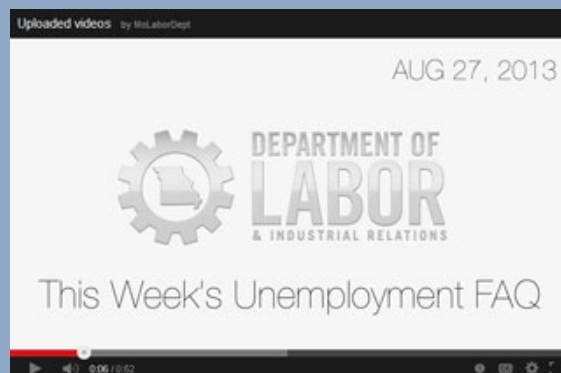 Uploaded videos by MoLaborDept
AUG 27, 2013
DEPARTMENT OF
LABOR
& INDUSTRIAL RELATIONS
This Week's Unemployment FAQ
0:06 / 0:52
CC